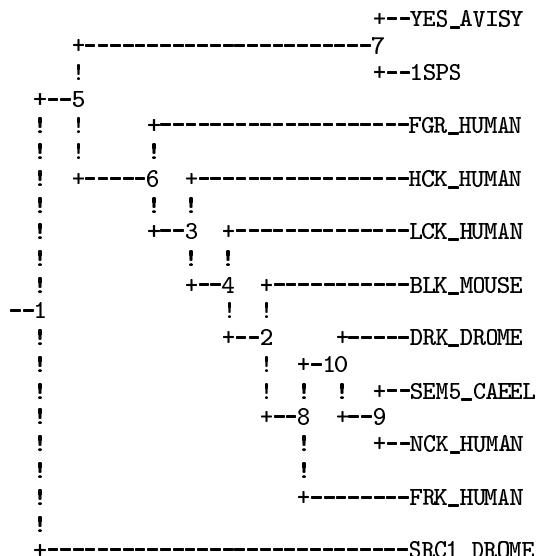 +--YES_AVISY
+-----------------------7
! +--1SPS
+--5
! ! +-------------------FGR_HUMAN
! ! !
! +-----6 +----------------HCK_HUMAN
! ! !
! +--3 +-------------LCK_HUMAN
! ! !
! +--4 +----------BLK_MOUSE
--1 ! !
! +--2 +-----DRK_DROME
! ! +-10
! ! ! ! +--SEM5_CAEEL
! +--8 +--9
! ! +--NCK_HUMAN
! !
! +--------FRK_HUMAN
!
+----------------------------SRC1_DROME